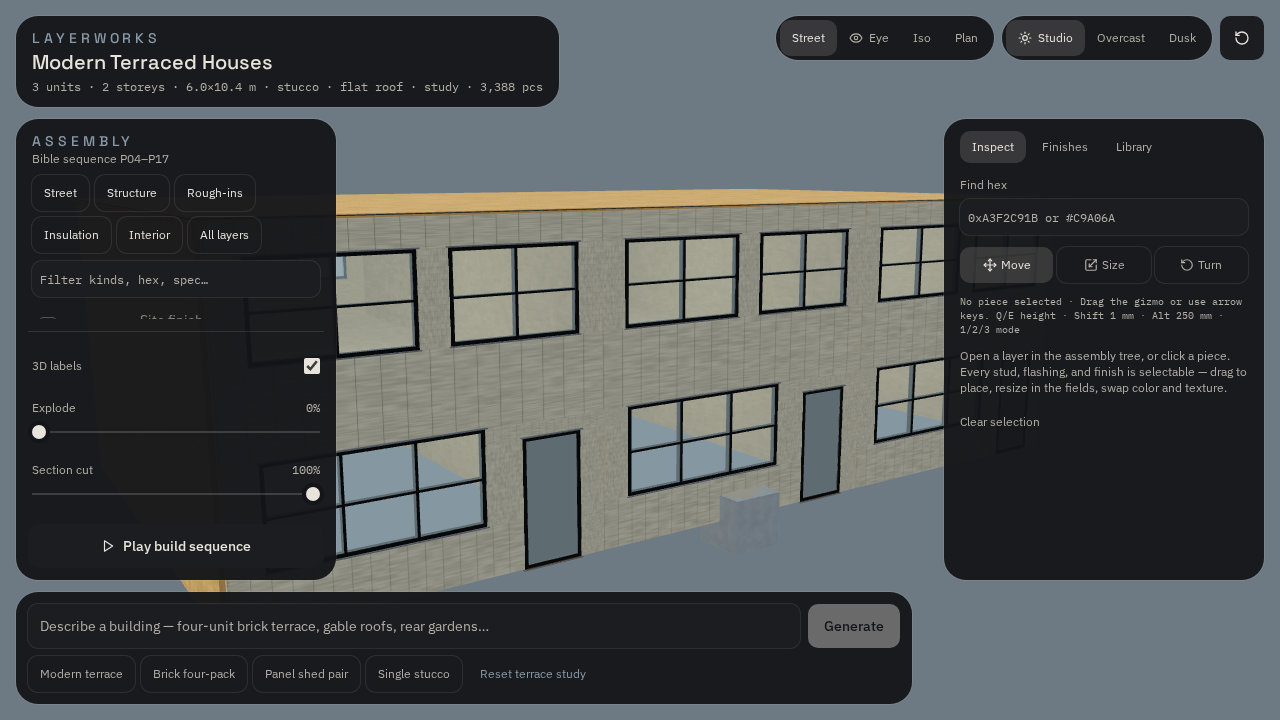 LAYERWORKS
Modern Terraced Houses
3 units · 2 storeys · 6.0×10.4 m · stucco · flat roof · study · 3,388 pcs
Street
Eye
Iso
Plan
Studio
Overcast
Dusk
ASSEMBLY
Bible sequence P04–P17
Street
Structure
Rough-ins
Insulation
Interior
All layers
Filter kinds, hex, spec…
Site finish
3D labels
Explode
0%
Section cut
100%
Play build sequence
Inspect
Finishes
Library
Find hex
0xA3F2C91B or #C9A06A
Move
Size
Turn
No piece selected · Drag the gizmo or use arrow
keys. Q/E height · Shift 1 mm · Alt 250 mm ·
1/2/3 mode
Open a layer in the assembly tree, or click a piece.
Every stud, flashing, and finish is selectable — drag to
place, resize in the fields, swap color and texture.
Clear selection
Describe a building — four-unit brick terrace, gable roofs, rear gardens…
Generate
Modern terrace
Brick four-pack
Panel shed pair
Single stucco
Reset terrace study